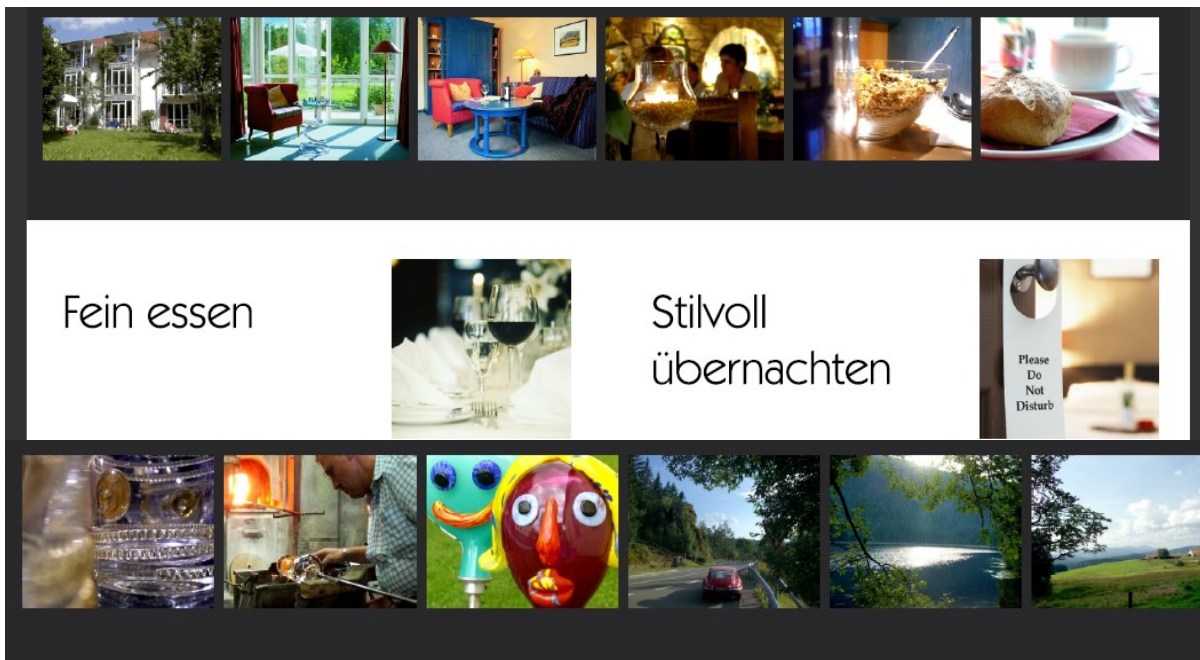 Fein essen
Stilvoll
übernachten
Please
Do
Not
Disturb